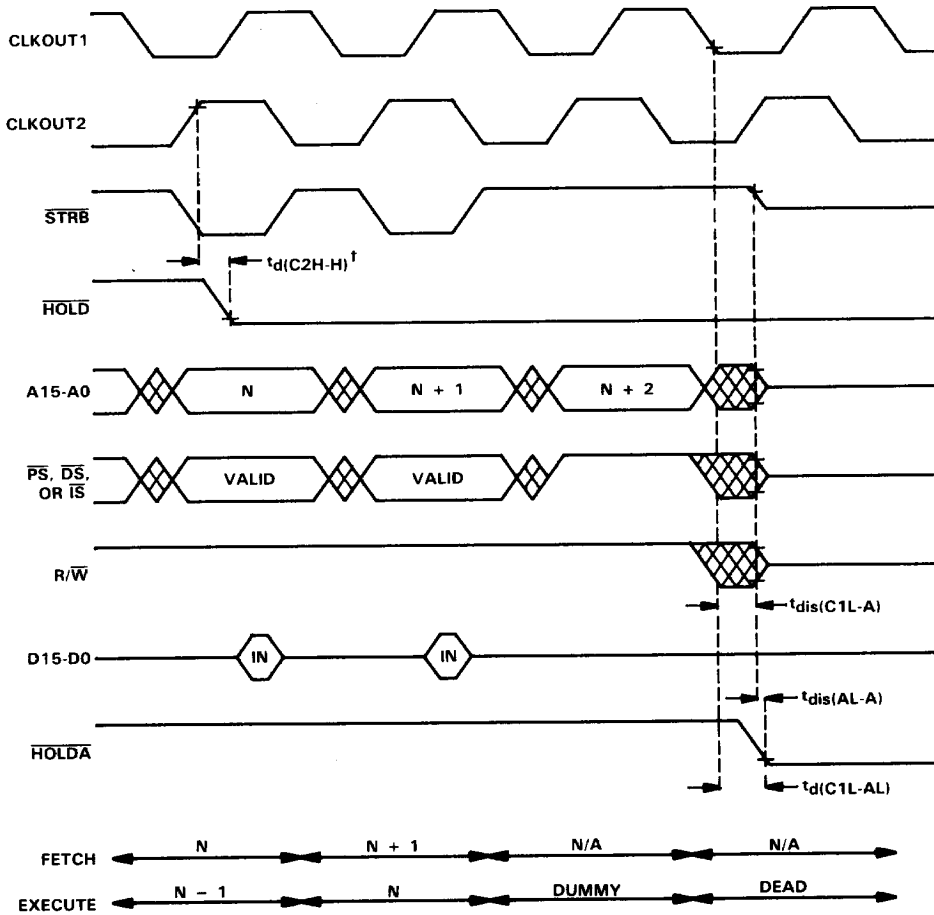 CLKOUT1
CLKOUT2
STRB
td(C2H-H)†
HOLD
A15-A0 N N + 1 N + 2
PS, DS,
OR IS VALID VALID
R/W
tdis(C1L-A)
D15-D0 IN IN
tdis(AL-A)
HOLDA
td(C1L-AL)
FETCH N N + 1 N/A N/A
EXECUTE N − 1 N DUMMY DEAD